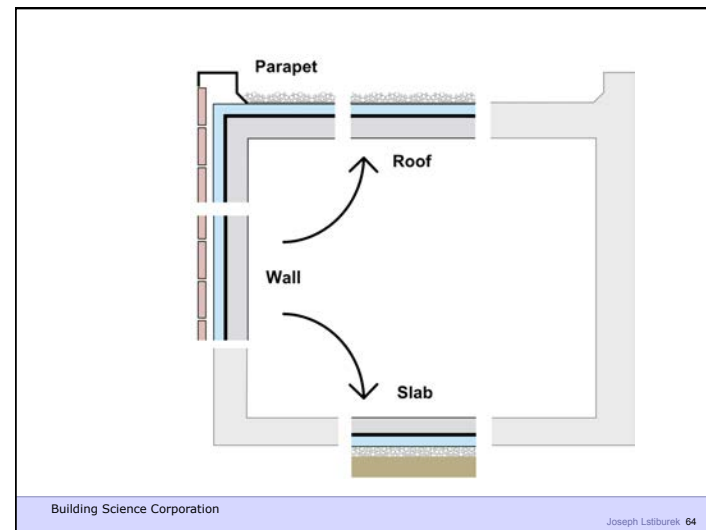 Parapet
Roof
Wall
Slab
Building Science Corporation
Joseph Lstiburek 64